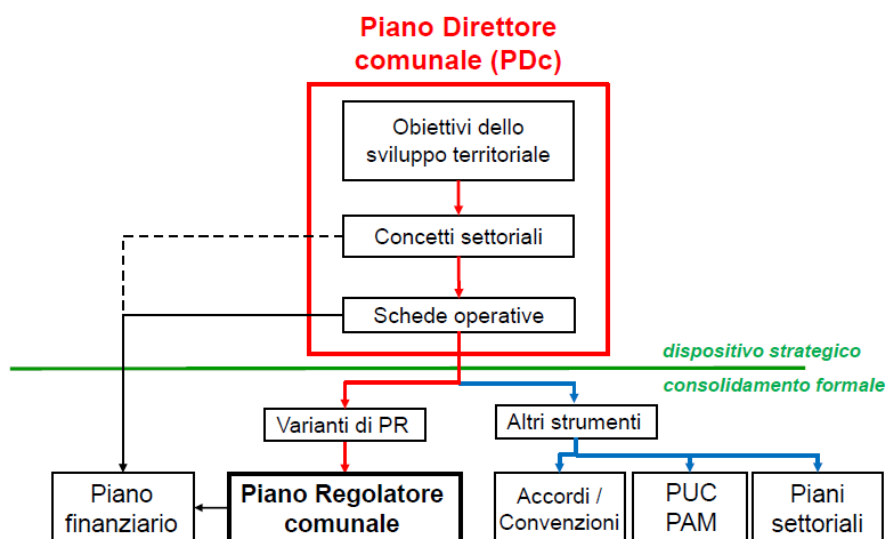 Piano Direttore
comunale (PDc)
Obiettivi dello
sviluppo territoriale
Concetti settoriali
Schede operative
dispositivo strategico
consolidamento formale
Varianti di PR
Altri strumenti
Piano
finanziario
Piano Regolatore
comunale
Accordi /
Convenzioni
PUC
PAM
Piani
settoriali